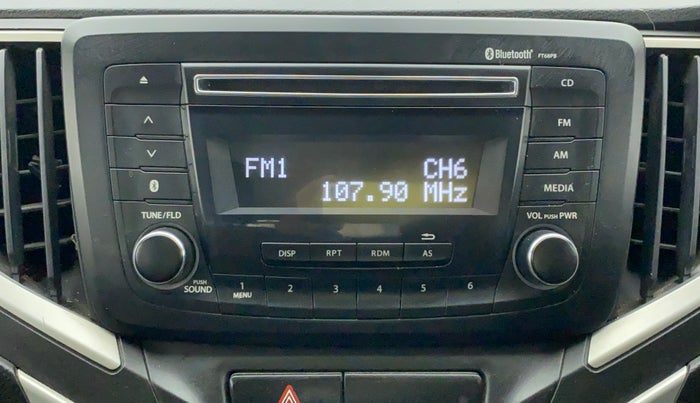 Bluetooth® FT68PB
CD
FM
AM
MEDIA
FM1 CH6
107.90 MHz
TUNE/FLD
VOL PUSH PWR
DISP RPT RDM AS
PUSH
SOUND
1 2 3 4 5 6
MENU